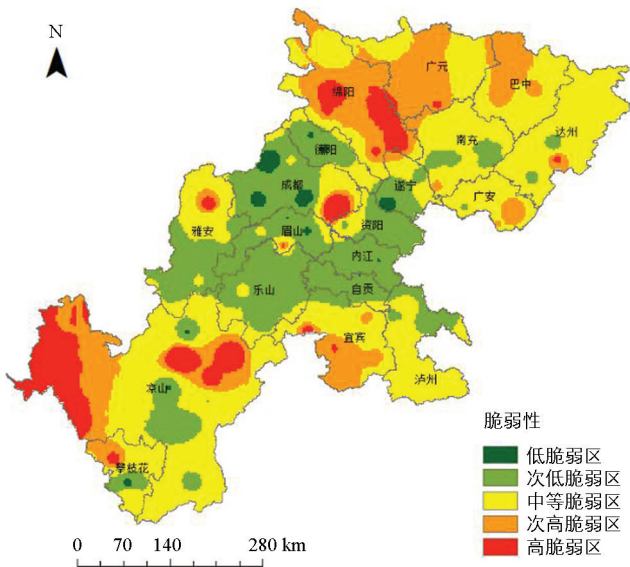 N
广元
巴中
绵阳
达州
南充
德阳
成都
遂宁
广安
资阳
雅安
眉山
内江
乐山
自贡
宜宾
凉山
泸州
攀枝花
脆弱性
低脆弱区
次低脆弱区
中等脆弱区
次高脆弱区
高脆弱区
0 70 140 280 km